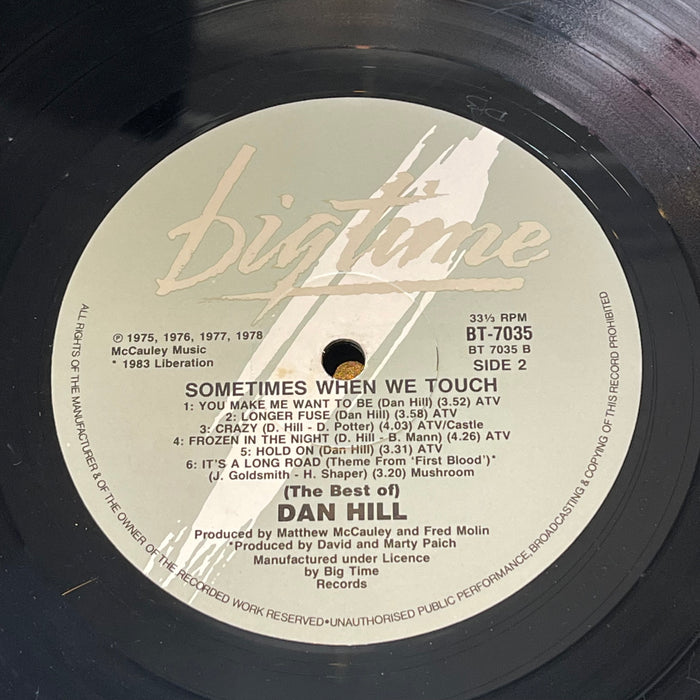 big time
℗ 1975, 1976, 1977, 1978
McCauley Music
* 1983 Liberation
33⅓ RPM
BT-7035
BT 7035 B
SIDE 2
SOMETIMES WHEN WE TOUCH
1: YOU MAKE ME WANT TO BE (Dan Hill) (3.52) ATV
2: LONGER FUSE (Dan Hill) (3.58) ATV
3: CRAZY (D. Hill - D. Potter) (4.03) ATV/Castle
4: FROZEN IN THE NIGHT (D. Hill - B. Mann) (4.26) ATV
5: HOLD ON (Dan Hill) (3.31) ATV
6: IT'S A LONG ROAD (Theme From 'First Blood')*
(J. Goldsmith - H. Shaper) (3.20) Mushroom
(The Best of)
DAN HILL
Produced by Matthew McCauley and Fred Molin
*Produced by David and Marty Paich
Manufactured under Licence
by Big Time
Records
ALL RIGHTS OF THE MANUFACTURER & OF THE OWNER OF THE RECORDED WORK RESERVED•UNAUTHORISED PUBLIC PERFORMANCE, BROADCASTING & COPYING OF THIS RECORD PROHIBITED